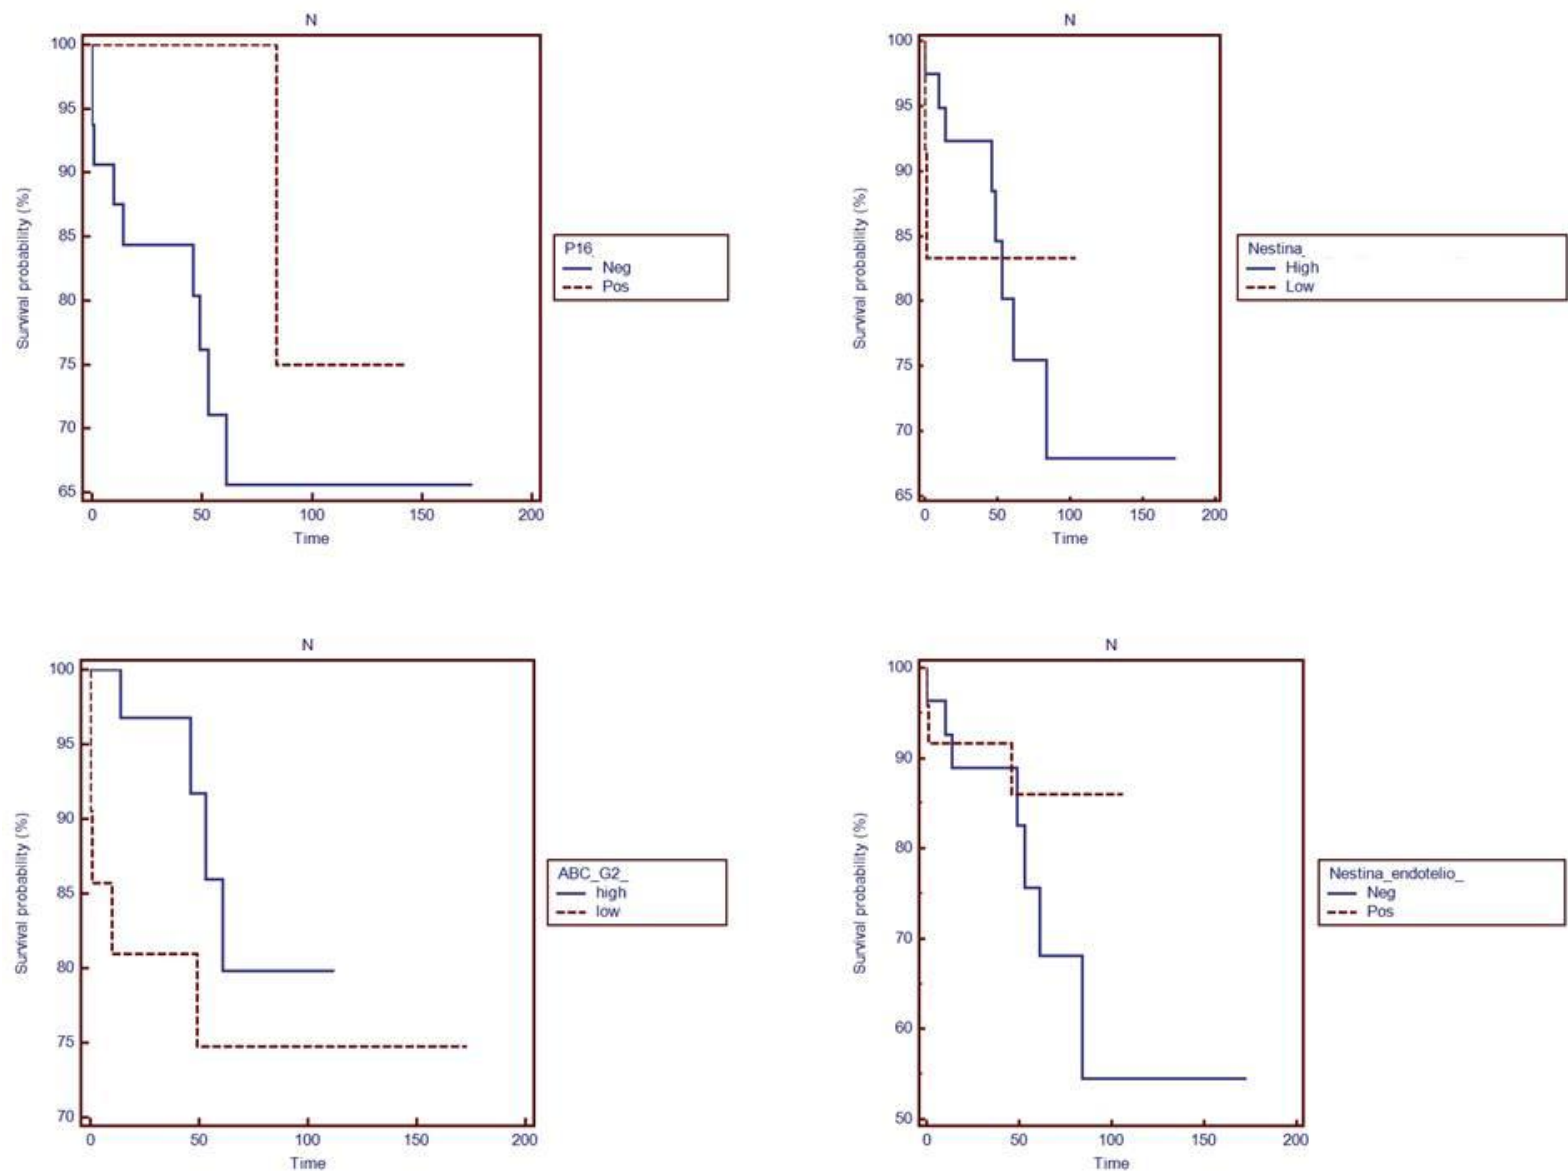 N
100
95
90
85
80
75
70
65
Survival probability (%)
0 50 100 150 200
Time
P16_
Neg
Pos
N
100
95
90
85
80
75
70
65
Survival probability (%)
0 50 100 150 200
Time
Nestina_
High
Low
N
100
95
90
85
80
75
70
Survival probability (%)
0 50 100 150 200
Time
ABC_G2_
high
low
N
100
90
80
70
60
50
Survival probability (%)
0 50 100 150 200
Time
Nestina_endotelio_
Neg
Pos